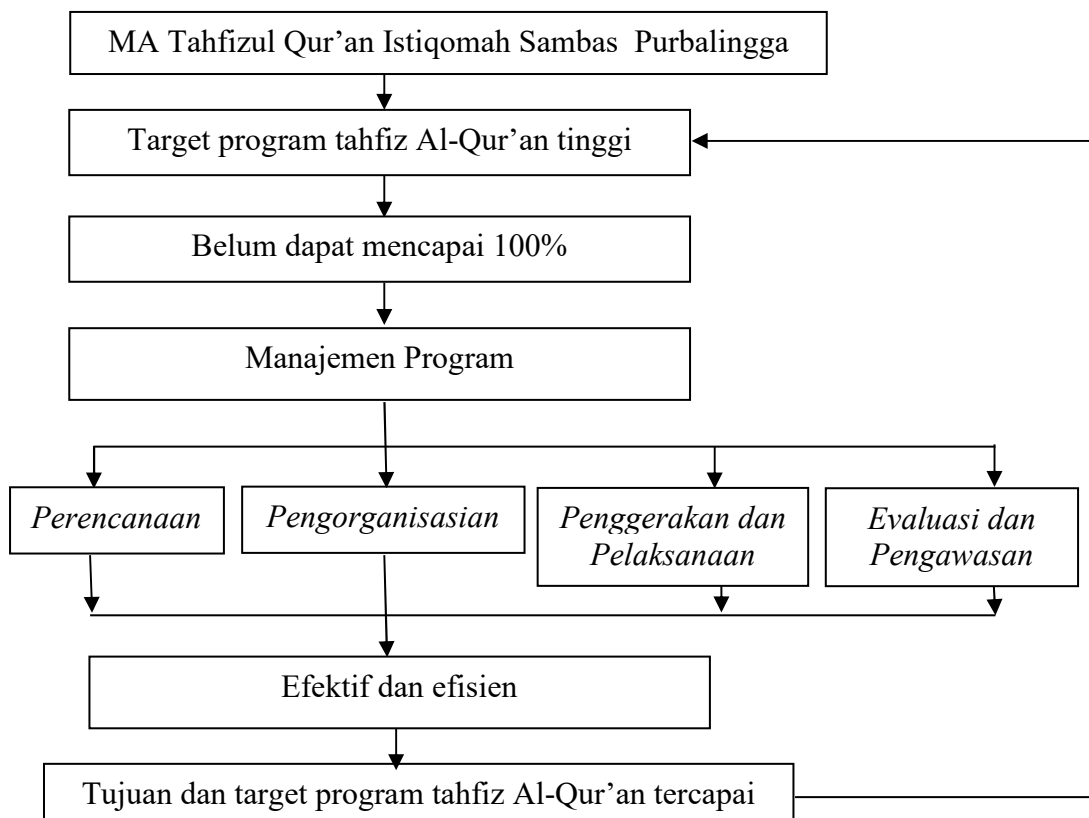 MA Tahfizul Qur’an Istiqomah Sambas Purbalingga
Target program tahfiz Al-Qur’an tinggi
Belum dapat mencapai 100%
Manajemen Program
Perencanaan
Pengorganisasian
Penggerakan dan
Pelaksanaan
Evaluasi dan
Pengawasan
Efektif dan efisien
Tujuan dan target program tahfiz Al-Qur’an tercapai